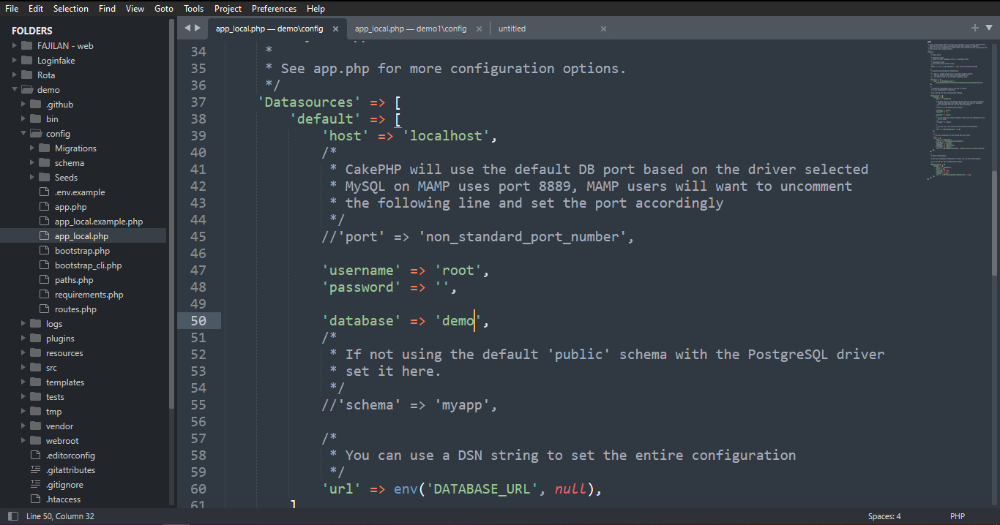 File Edit Selection Find View Goto Tools Project Preferences Help
FOLDERS
FAJILAN - web
Loginfake
Rota
demo
.github
bin
config
Migrations
schema
Seeds
.env.example
app.php
app_local.example.php
app_local.php
bootstrap.php
bootstrap_cli.php
paths.php
requirements.php
routes.php
logs
plugins
resources
src
templates
tests
tmp
vendor
webroot
.editorconfig
.gitattributes
.gitignore
.htaccess
app_local.php — demo\config × app_local.php — demo1\config × untitled ×
34 *
35 * See app.php for more configuration options.
36 */
37 'Datasources' => [
38 'default' => [
39 'host' => 'localhost',
40 /*
41 * CakePHP will use the default DB port based on the driver selected
42 * MySQL on MAMP uses port 8889, MAMP users will want to uncomment
43 * the following line and set the port accordingly
44 */
45 //'port' => 'non_standard_port_number',
46
47 'username' => 'root',
48 'password' => '',
49
50 'database' => 'demo',
51 /*
52 * If not using the default 'public' schema with the PostgreSQL driver
53 * set it here.
54 */
55 //'schema' => 'myapp',
56
57 /*
58 * You can use a DSN string to set the entire configuration
59 */
60 'url' => env('DATABASE_URL', null),
61 ]
Line 50, Column 32 Spaces: 4 PHP